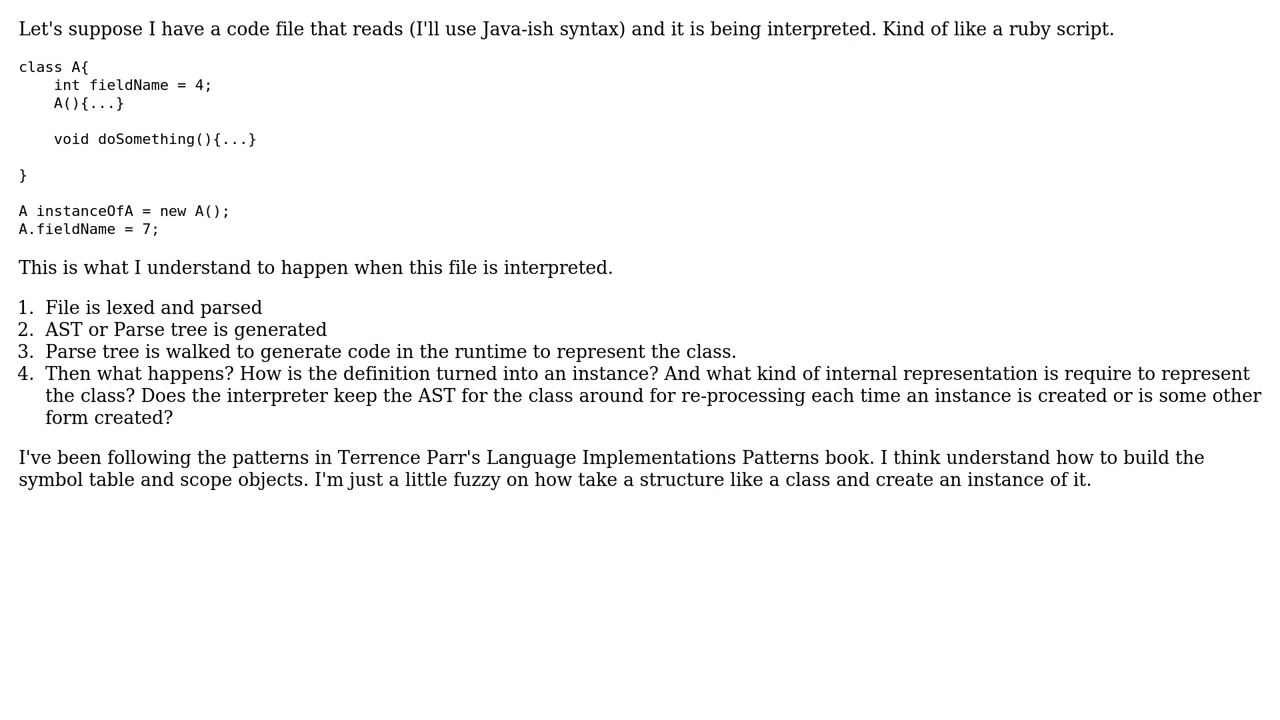 Let's suppose I have a code file that reads (I'll use Java-ish syntax) and it is being interpreted. Kind of like a ruby script.
class A{
    int fieldName = 4;
    A(){...}
    void doSomething(){...}
}
A instanceOfA = new A();
A.fieldName = 7;
This is what I understand to happen when this file is interpreted.
1. File is lexed and parsed
2. AST or Parse tree is generated
3. Parse tree is walked to generate code in the runtime to represent the class.
4. Then what happens? How is the definition turned into an instance? And what kind of internal representation is require to represent
the class? Does the interpreter keep the AST for the class around for re-processing each time an instance is created or is some other
form created?
I've been following the patterns in Terrence Parr's Language Implementations Patterns book. I think understand how to build the
symbol table and scope objects. I'm just a little fuzzy on how take a structure like a class and create an instance of it.